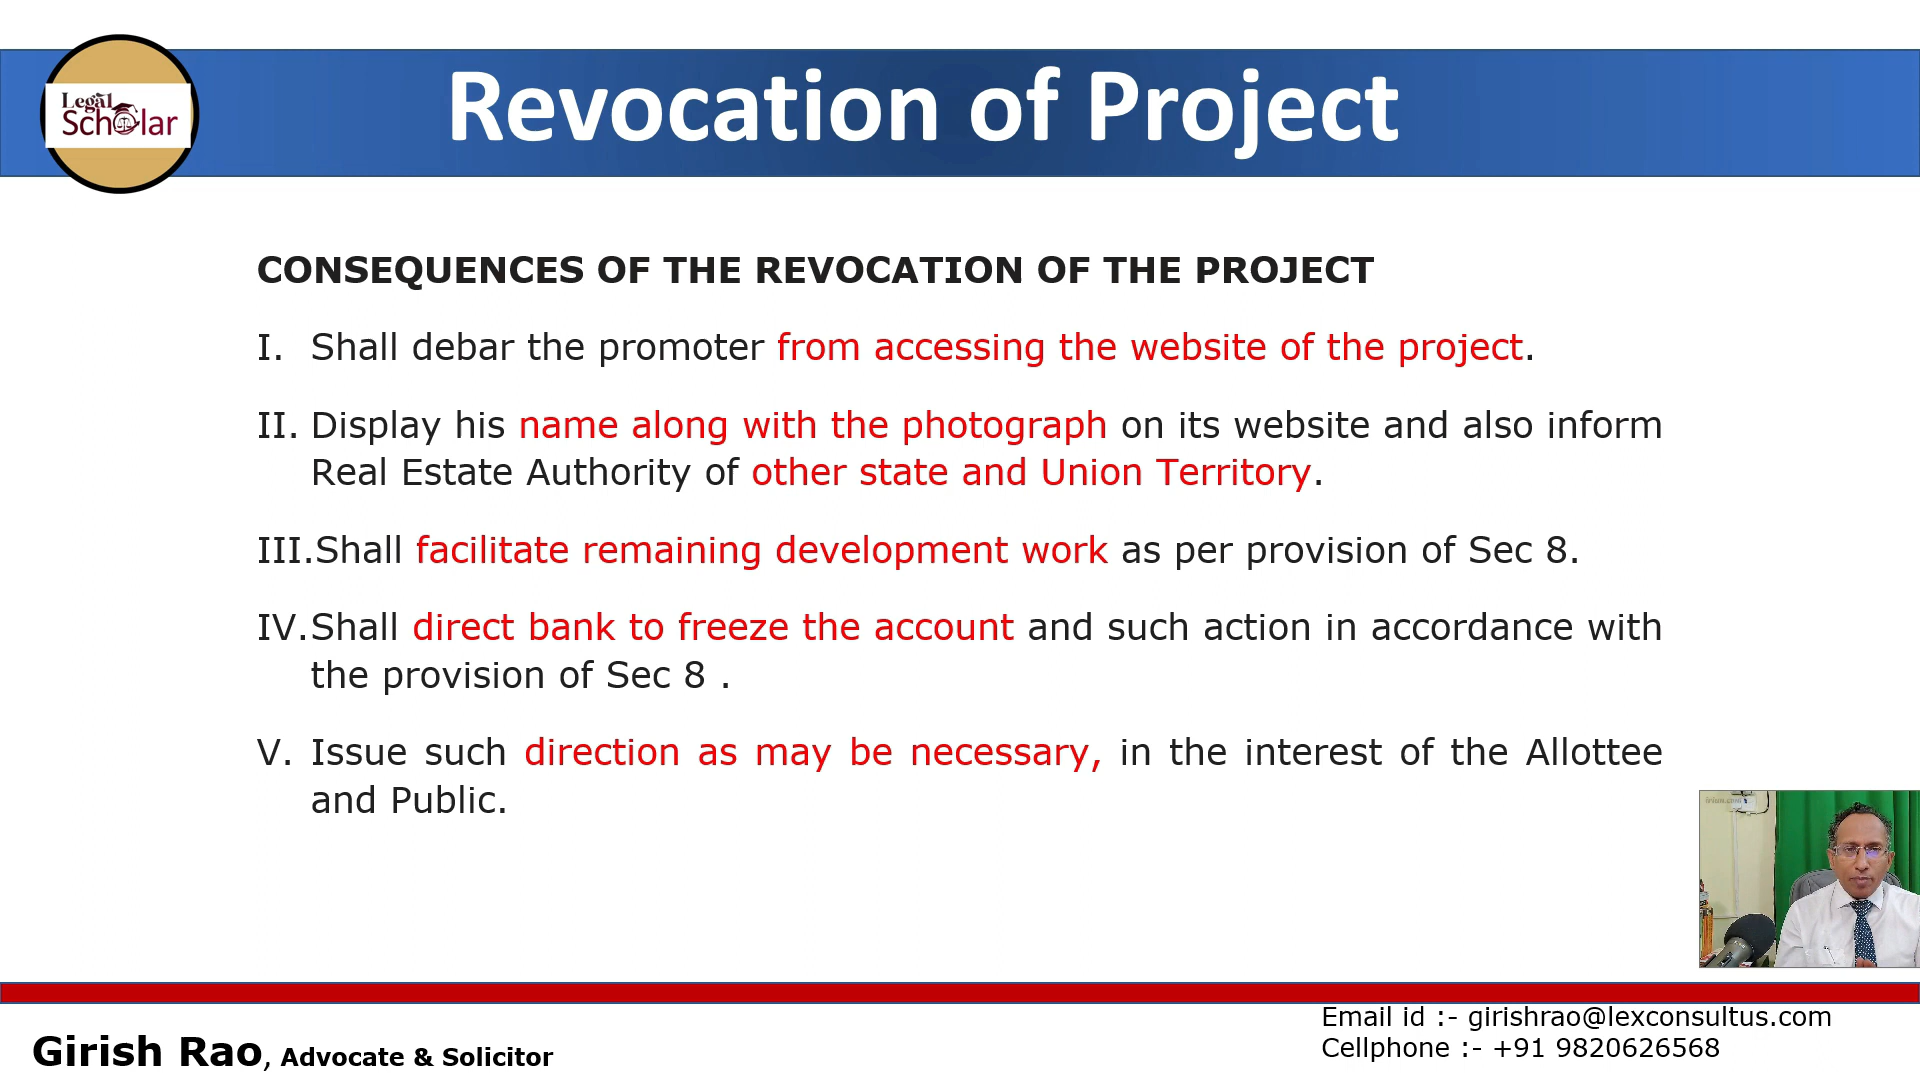 Legal
Scholar
Revocation of Project
CONSEQUENCES OF THE REVOCATION OF THE PROJECT
I. Shall debar the promoter from accessing the website of the project.
II. Display his name along with the photograph on its website and also inform
Real Estate Authority of other state and Union Territory.
III.Shall facilitate remaining development work as per provision of Sec 8.
IV.Shall direct bank to freeze the account and such action in accordance with
the provision of Sec 8 .
V. Issue such direction as may be necessary, in the interest of the Allottee
and Public.
Email id :- girishrao@lexconsultus.com
Cellphone :- +91 9820626568
Girish Rao, Advocate & Solicitor